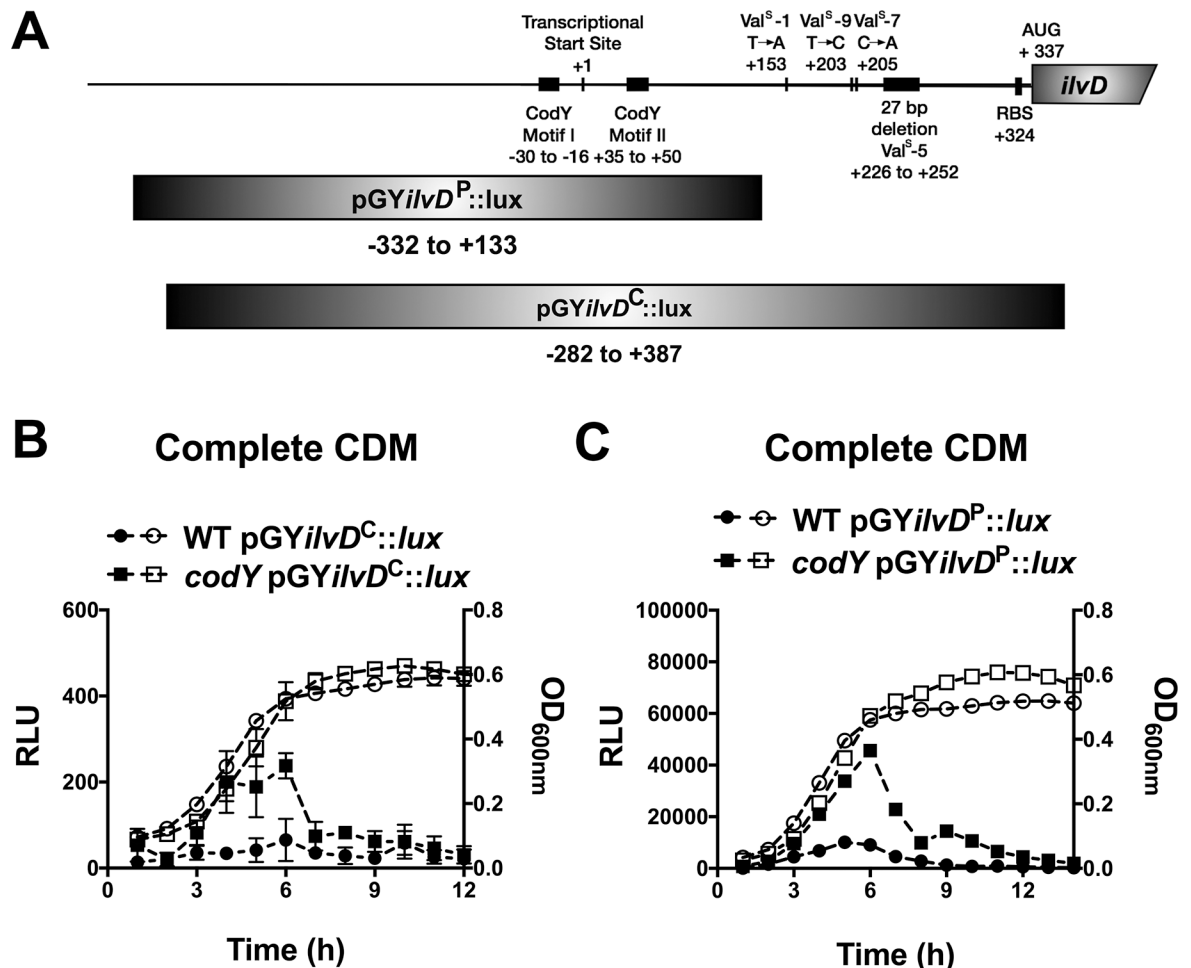 A
Transcriptional
Start Site
+1
Val^S-1
T→A
+153
Val^S-9
T→C
+203
Val^S-7
C→A
+205
AUG
+ 337
ilvD
CodY
Motif I
-30 to -16
CodY
Motif II
+35 to +50
27 bp
deletion
Val^S-5
+226 to +252
RBS
+324
pGYilvD^P::lux
-332 to +133
pGYilvD^C::lux
-282 to +387
B
Complete CDM
WT pGYilvD^C::lux
codY pGYilvD^C::lux
600
400
200
0
RLU
0.8
0.6
0.4
0.2
0.0
OD600nm
0
3
6
9
12
Time (h)
C
Complete CDM
WT pGYilvD^P::lux
codY pGYilvD^P::lux
100000
80000
60000
40000
20000
0
RLU
0.8
0.6
0.4
0.2
0.0
OD600nm
0
3
6
9
12
Time (h)